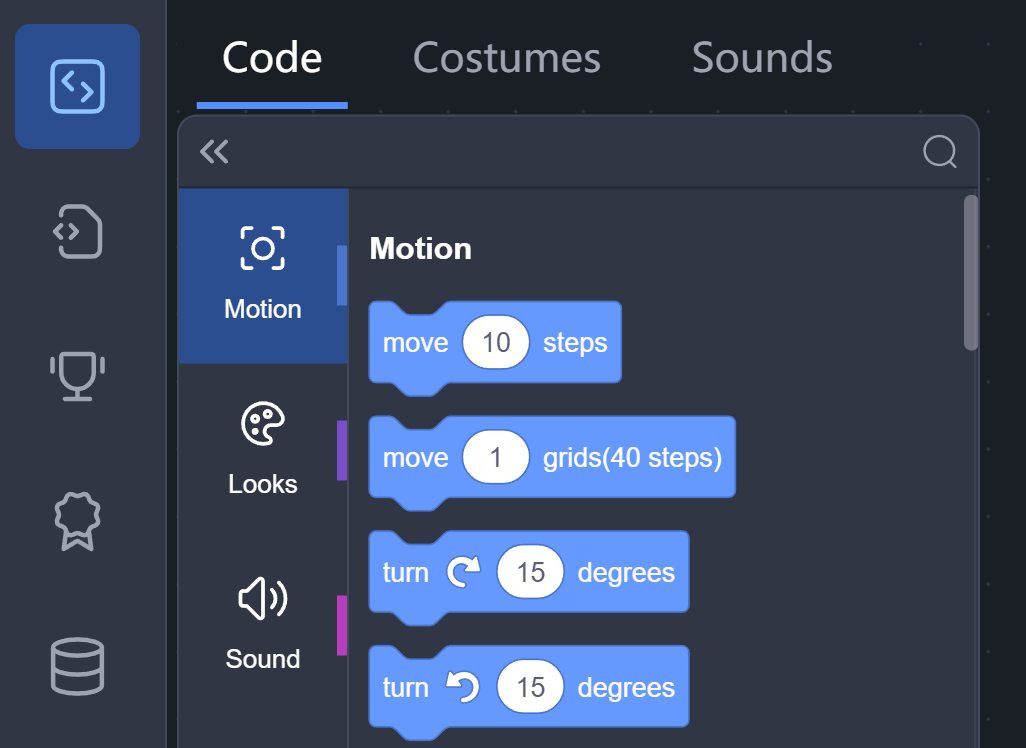 Code Costumes Sounds
Motion
Looks
Sound
Motion
move 10 steps
move 1 grids(40 steps)
turn 15 degrees
turn 15 degrees